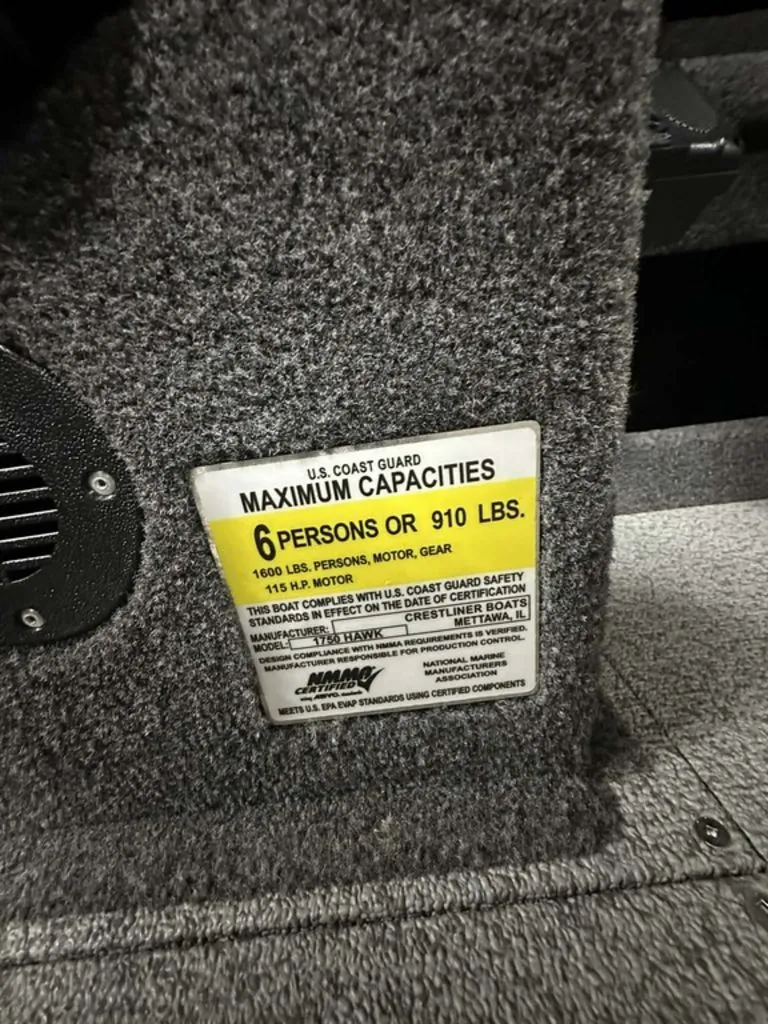 U.S. COAST GUARD
MAXIMUM CAPACITIES
6 PERSONS OR 910 LBS.
1600 LBS. PERSONS, MOTOR, GEAR
115 H.P. MOTOR
THIS BOAT COMPLIES WITH U.S. COAST GUARD SAFETY
STANDARDS IN EFFECT ON THE DATE OF CERTIFICATION
MANUFACTURER: CRESTLINER BOATS
METTAWA, IL
MODEL: 1750 HAWK
DESIGN COMPLIANCE WITH NMMA REQUIREMENTS IS VERIFIED.
MANUFACTURER RESPONSIBLE FOR PRODUCTION CONTROL.
NMMA
CERTIFIED
NATIONAL MARINE
MANUFACTURERS
ASSOCIATION
MEETS U.S. EPA EVAP STANDARDS USING CERTIFIED COMPONENTS